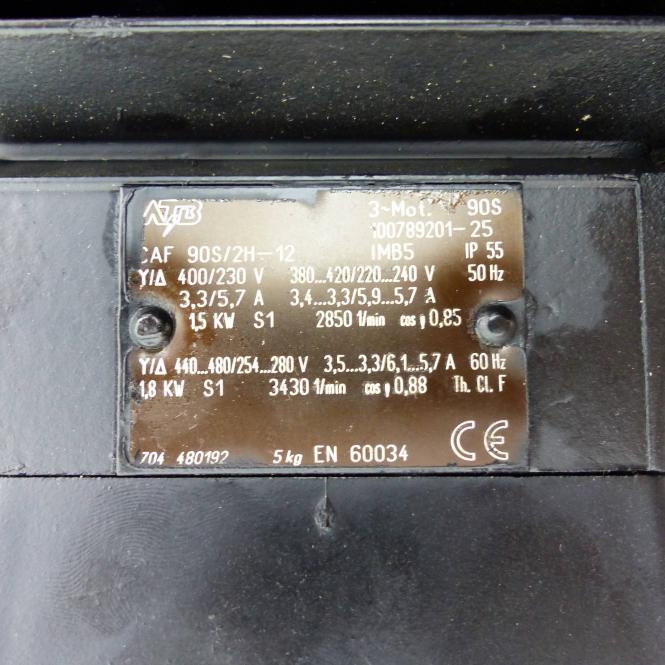 ATB 3~Mot. 90S
00789201-25
CAF 90S/2H-12 IMB5 IP 55
Y/Δ 400/230 V 380...420/220...240 V 50 Hz
3,3/5,7 A 3,4...3,3/5,9...5,7 A
1,5 KW S1 2850 1/min cos φ 0,85
Y/Δ 440...480/254...280 V 3,5...3,3/6,1...5,7 A 60 Hz
1,8 KW S1 3430 1/min cos φ 0,88 Th. Cl. F
704 480192 5 kg EN 60034 CE